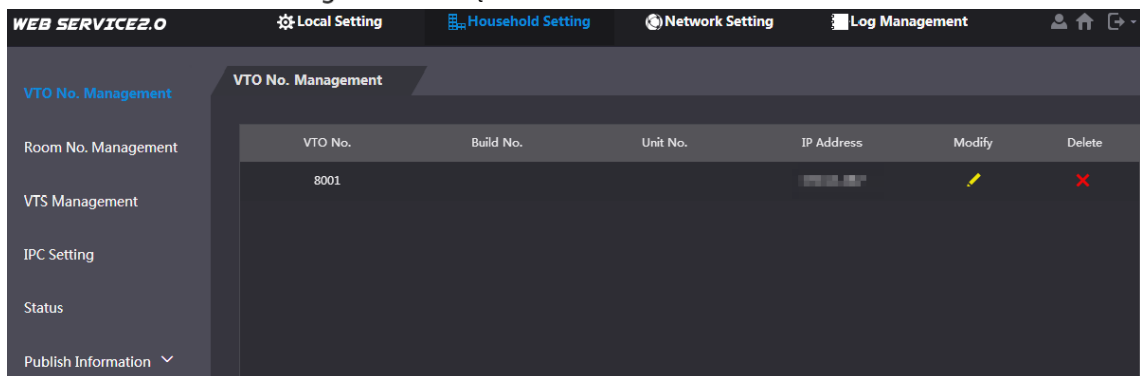 WEB SERVICE2.0 Local Setting Household Setting Network Setting Log Management
VTO No. Management
VTO No. Management
Room No. Management
VTS Management
IPC Setting
Status
Publish Information
VTO No. Build No. Unit No. IP Address Modify Delete
8001